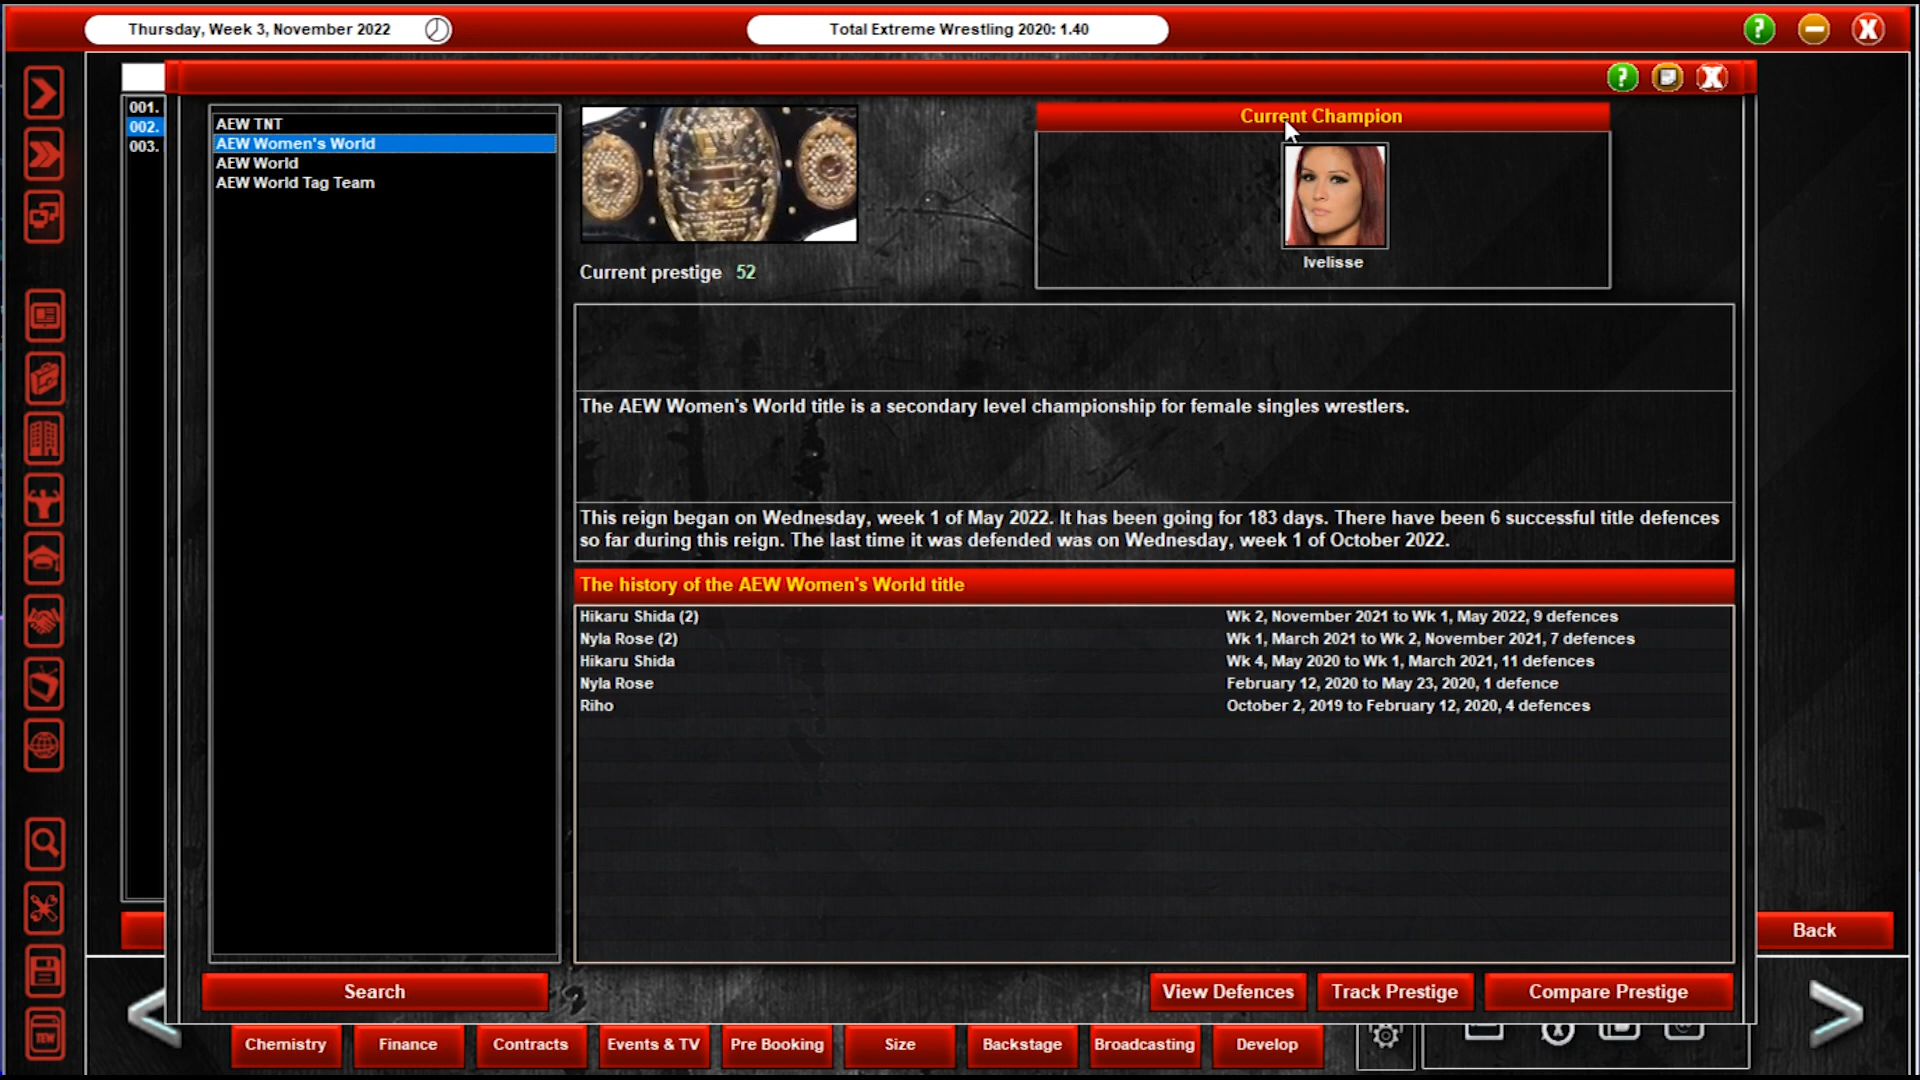 Thursday, Week 3, November 2022
Total Extreme Wrestling 2020: 1.40
001.
002.
003.
AEW TNT
AEW Women's World
AEW World
AEW World Tag Team
Current prestige 52
Current Champion
Ivelisse
The AEW Women's World title is a secondary level championship for female singles wrestlers.
This reign began on Wednesday, week 1 of May 2022. It has been going for 183 days. There have been 6 successful title defences
so far during this reign. The last time it was defended was on Wednesday, week 1 of October 2022.
The history of the AEW Women's World title
Hikaru Shida (2) Wk 2, November 2021 to Wk 1, May 2022, 9 defences
Nyla Rose (2) Wk 1, March 2021 to Wk 2, November 2021, 7 defences
Hikaru Shida Wk 4, May 2020 to Wk 1, March 2021, 11 defences
Nyla Rose February 12, 2020 to May 23, 2020, 1 defence
Riho October 2, 2019 to February 12, 2020, 4 defences
Back
Search
View Defences
Track Prestige
Compare Prestige
Chemistry
Finance
Contracts
Events & TV
Pre Booking
Size
Backstage
Broadcasting
Develop
TEW